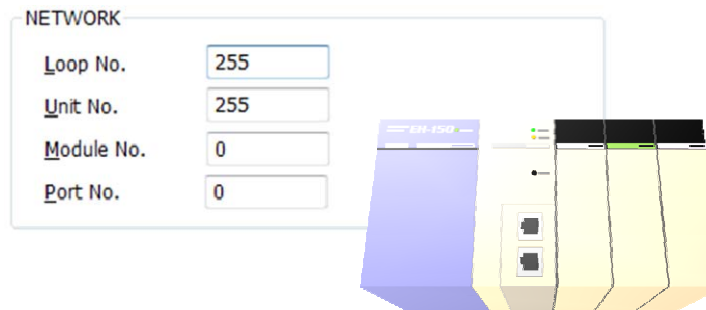 NETWORK
Loop No. 255
Unit No. 255
Module No. 0
Port No. 0
EH-150